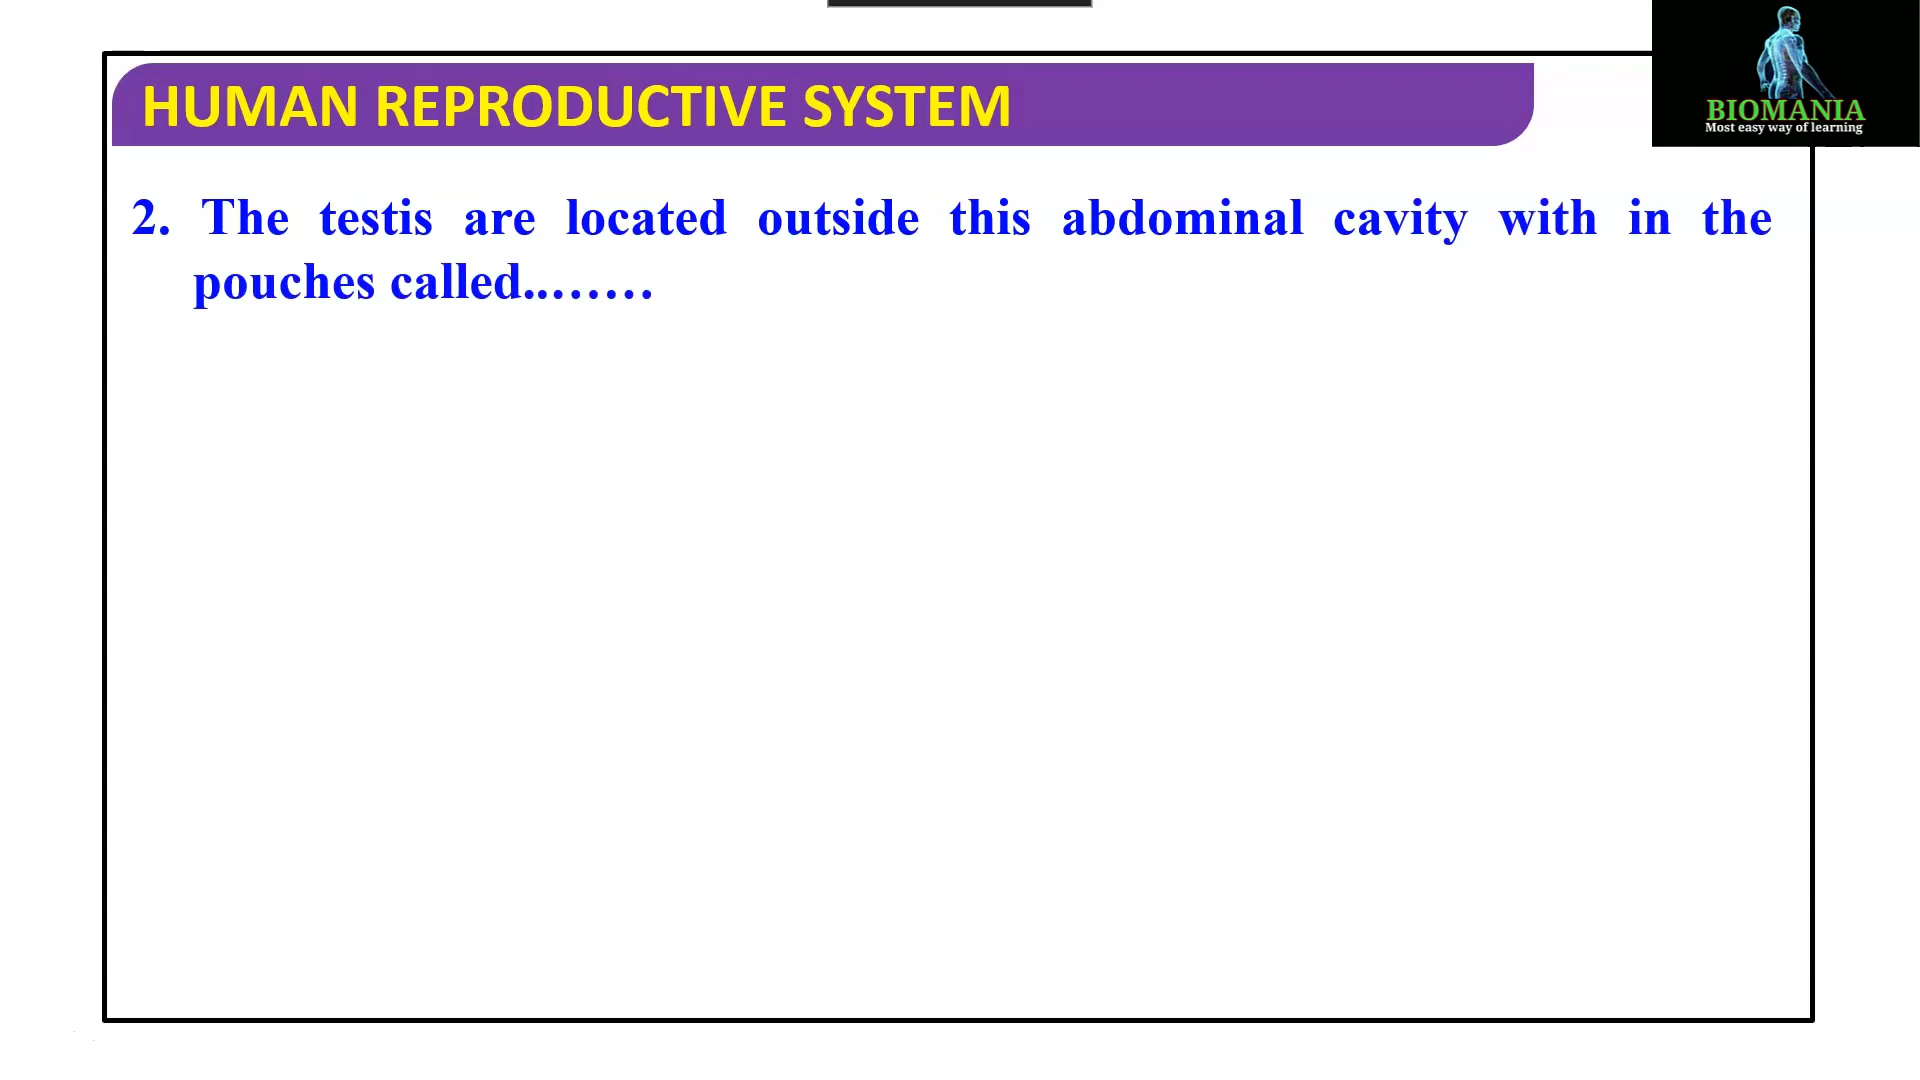 HUMAN REPRODUCTIVE SYSTEM
BIOMANIA
Most easy way of learning
2. The testis are located outside this abdominal cavity with in the
pouches called..……